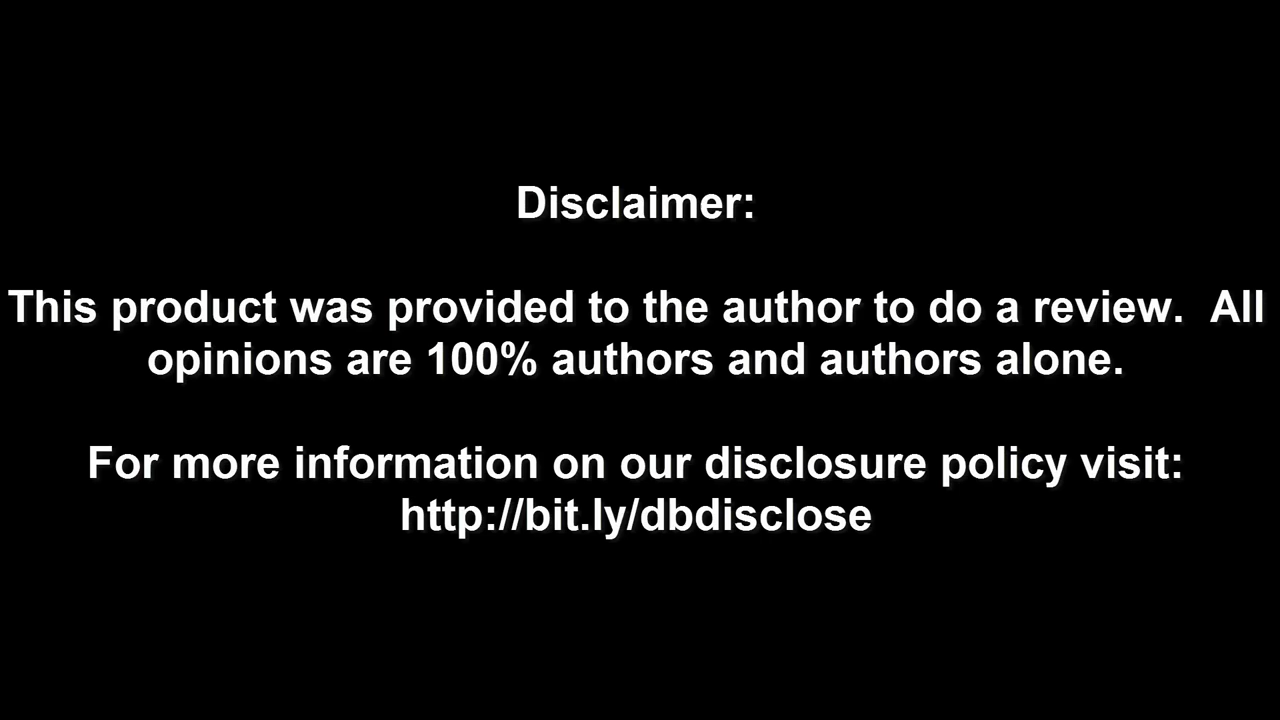 Disclaimer:
This product was provided to the author to do a review.  All
opinions are 100% authors and authors alone.
For more information on our disclosure policy visit:
http://bit.ly/dbdisclose